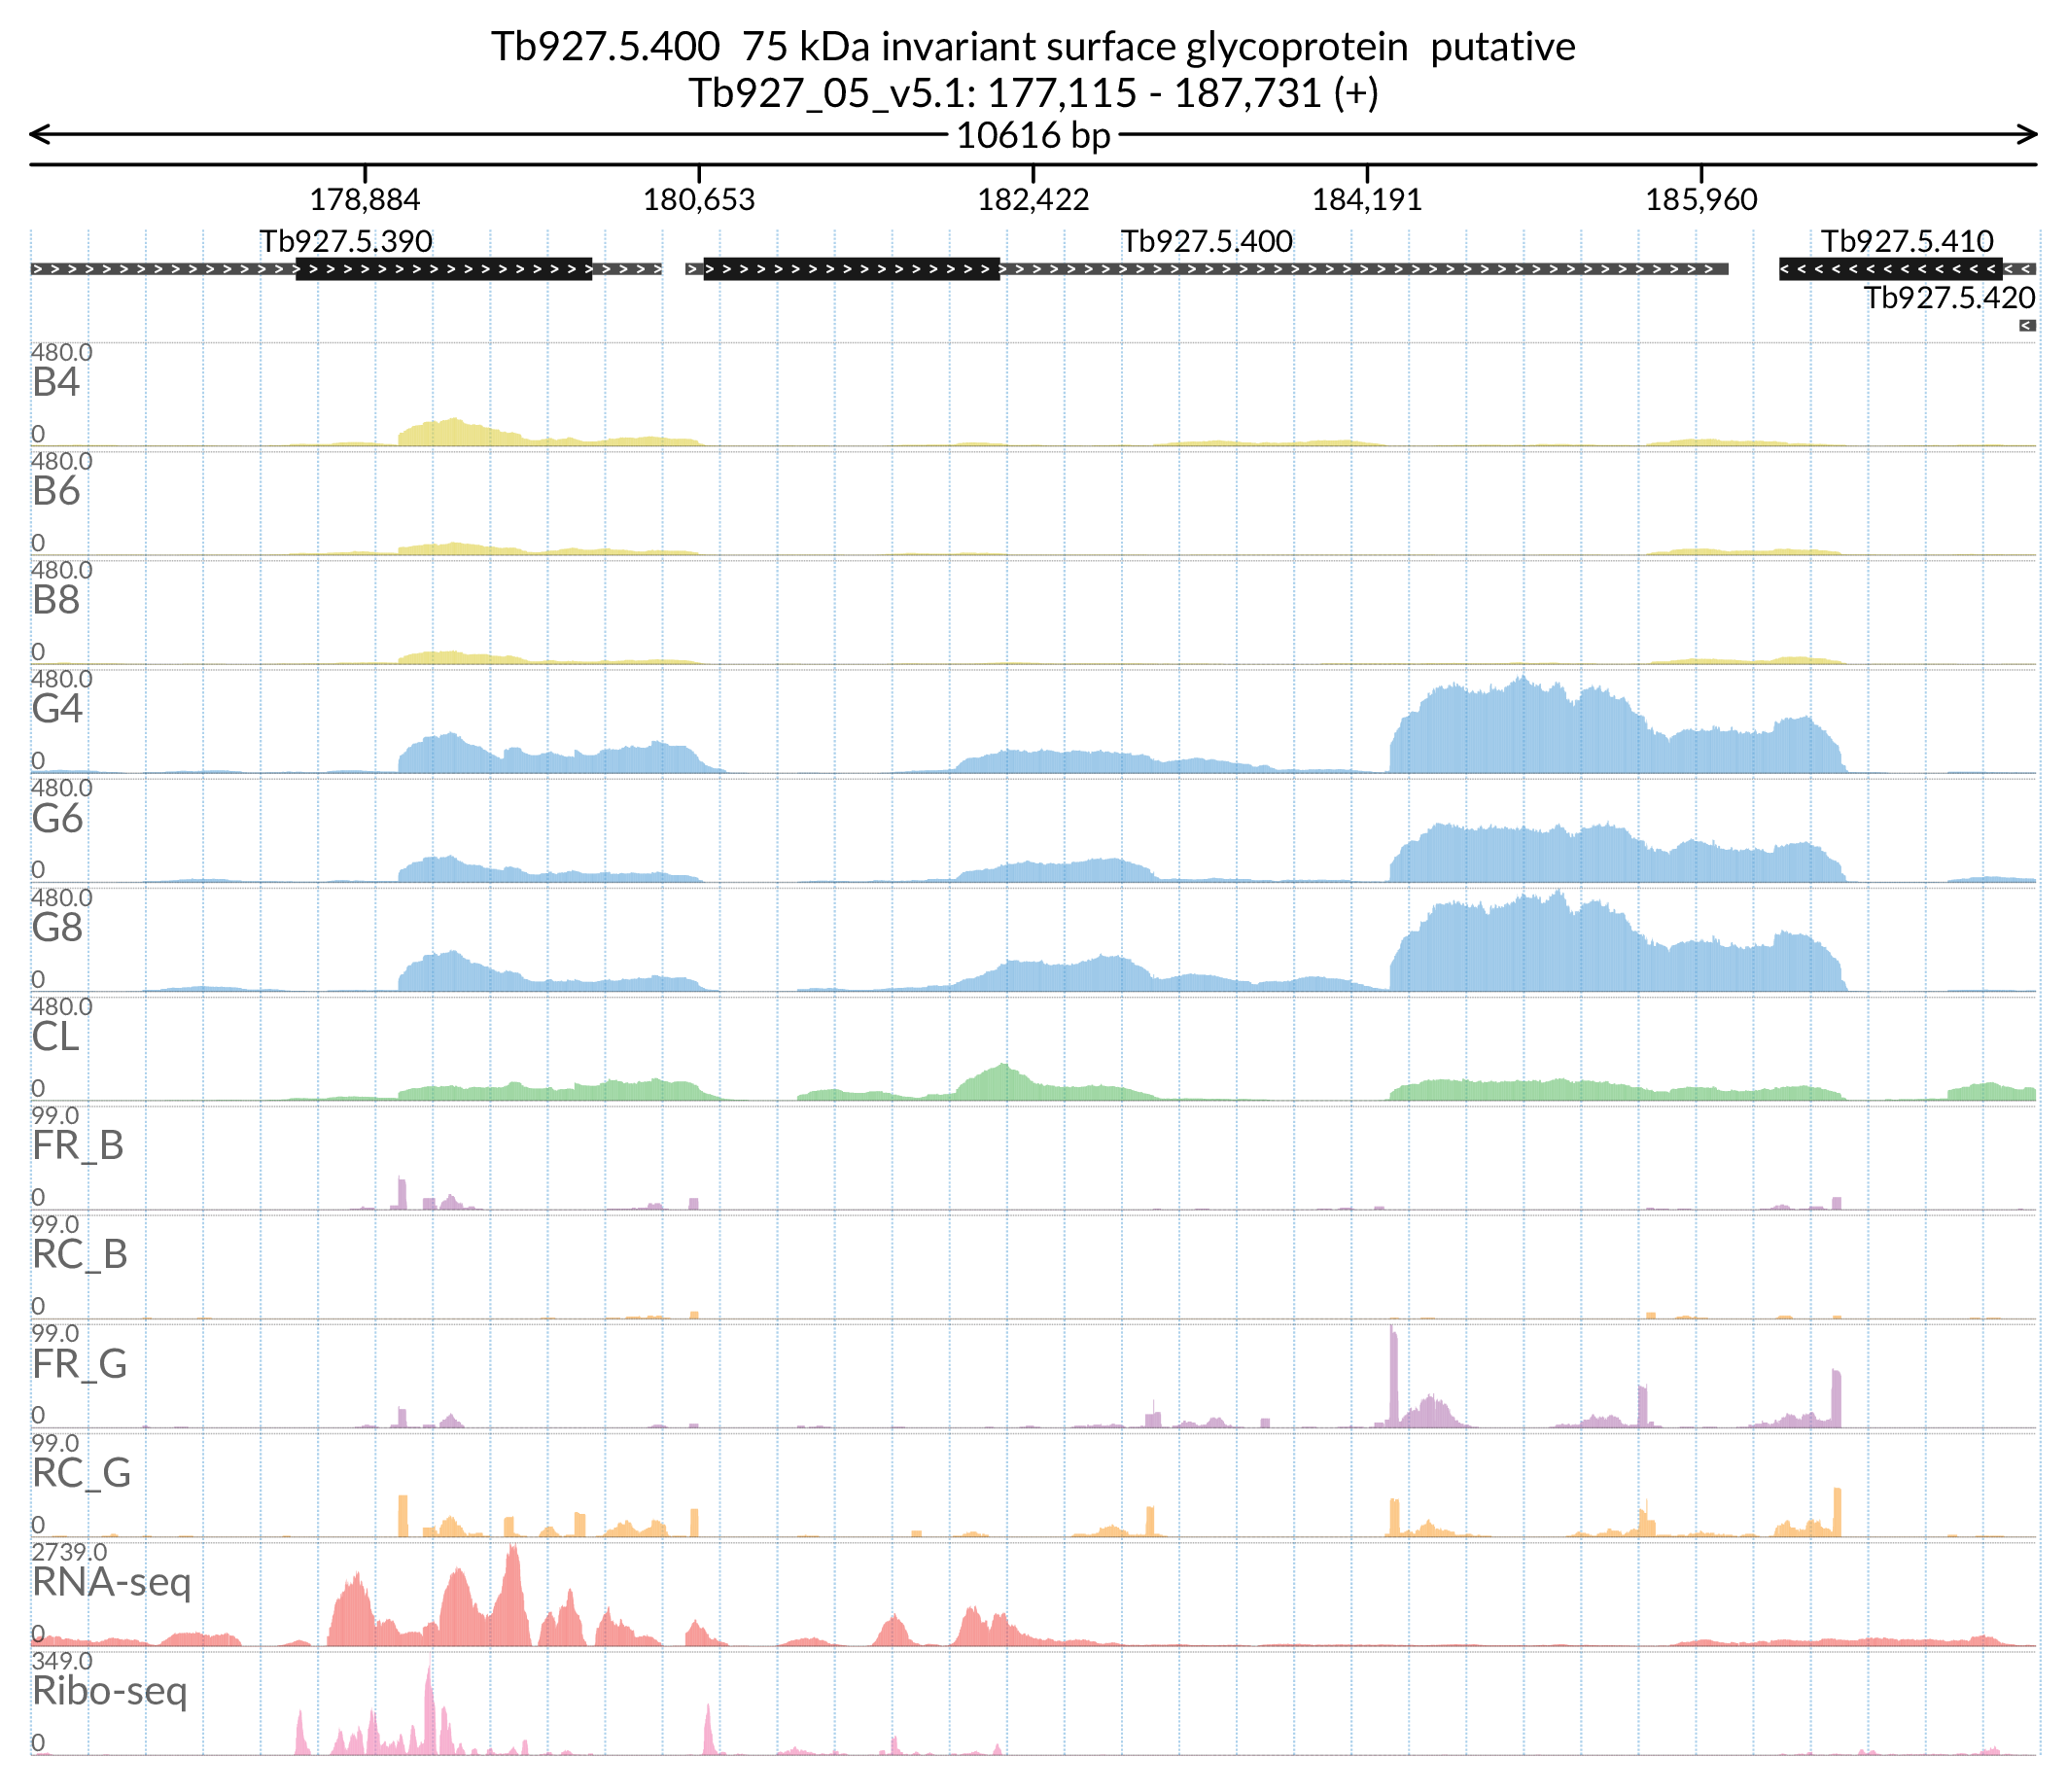 Tb927.5.400  75 kDa invariant surface glycoprotein  putative
Tb927_05_v5.1: 177,115 - 187,731 (+)
10616 bp
178,884 180,653 182,422 184,191 185,960
Tb927.5.390 Tb927.5.400 Tb927.5.410
Tb927.5.420
480.0
B4
0
480.0
B6
0
480.0
B8
0
480.0
G4
0
480.0
G6
0
480.0
G8
0
480.0
CL
0
99.0
FR_B
0
99.0
RC_B
0
99.0
FR_G
0
99.0
RC_G
0
2739.0
RNA-seq
0
349.0
Ribo-seq
0